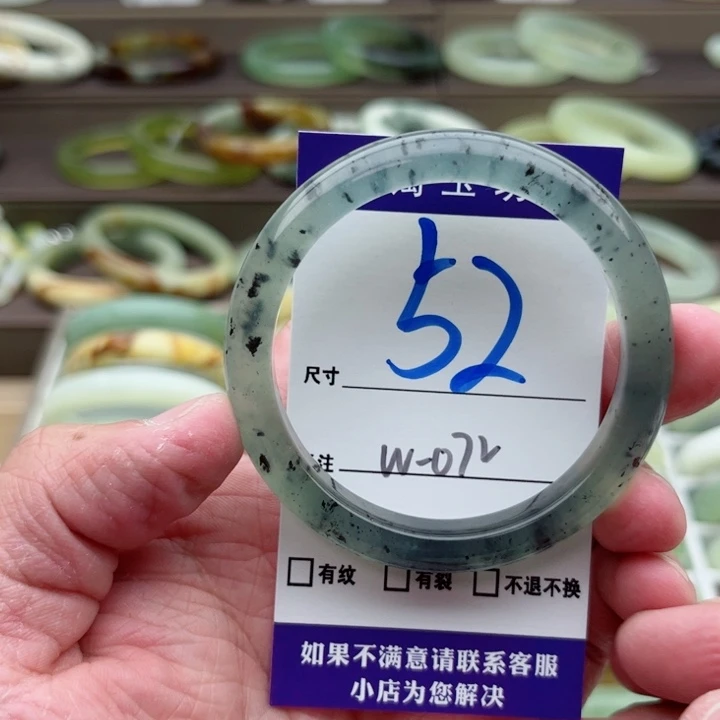 尺寸 52
注 W-072
□有纹 □有裂 □不退不换
如果不满意请联系客服
小店为您解决